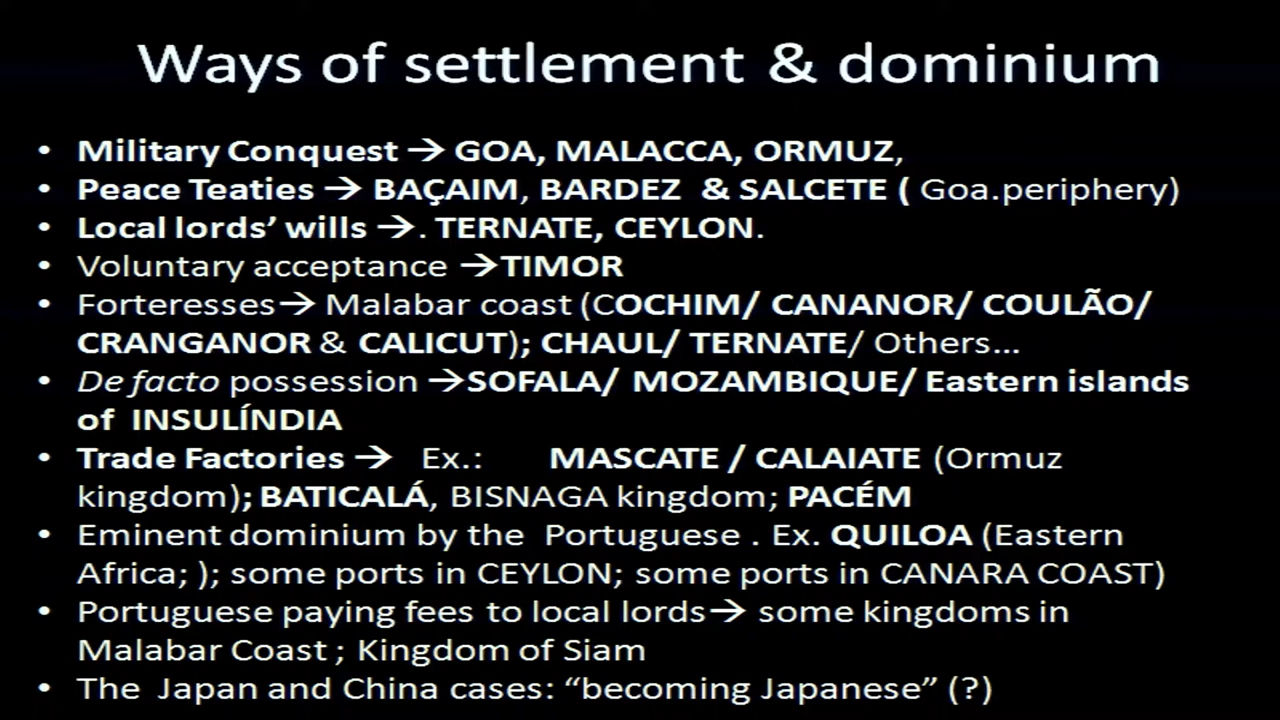 Ways of settlement & dominium
• Military Conquest → GOA, MALACCA, ORMUZ,
• Peace Teaties → BAÇAIM, BARDEZ & SALCETE ( Goa.periphery)
• Local lords’ wills →. TERNATE, CEYLON.
• Voluntary acceptance →TIMOR
• Forteresses→ Malabar coast (COCHIM/ CANANOR/ COULÃO/
CRANGANOR & CALICUT); CHAUL/ TERNATE/ Others…
• De facto possession →SOFALA/ MOZAMBIQUE/ Eastern islands
of INSULÍNDIA
• Trade Factories → Ex.: MASCATE / CALAIATE (Ormuz
kingdom); BATICALÁ, BISNAGA kingdom; PACÉM
• Eminent dominium by the Portuguese . Ex. QUILOA (Eastern
Africa; ); some ports in CEYLON; some ports in CANARA COAST)
• Portuguese paying fees to local lords→ some kingdoms in
Malabar Coast ; Kingdom of Siam
• The Japan and China cases: “becoming Japanese” (?)